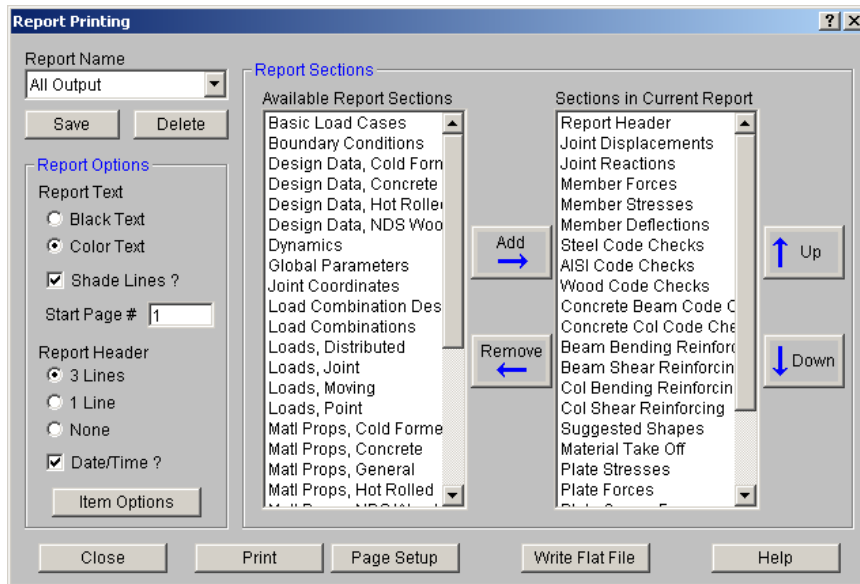 Report Printing
Report Name
All Output
Save
Delete
Report Options
Report Text
Black Text
Color Text
Shade Lines ?
Start Page # 1
Report Header
3 Lines
1 Line
None
Date/Time ?
Item Options
Report Sections
Available Report Sections
Basic Load Cases
Boundary Conditions
Design Data, Cold Form
Design Data, Concrete
Design Data, Hot Rolled
Design Data, NDS Woo
Dynamics
Global Parameters
Joint Coordinates
Load Combination Des
Load Combinations
Loads, Distributed
Loads, Joint
Loads, Moving
Loads, Point
Matl Props, Cold Forme
Matl Props, Concrete
Matl Props, General
Matl Props, Hot Rolled
Add
Remove
Sections in Current Report
Report Header
Joint Displacements
Joint Reactions
Member Forces
Member Stresses
Member Deflections
Steel Code Checks
AISI Code Checks
Wood Code Checks
Concrete Beam Code C
Concrete Col Code Che
Beam Bending Reinforc
Beam Shear Reinforcing
Col Bending Reinforcin
Col Shear Reinforcing
Suggested Shapes
Material Take Off
Plate Stresses
Plate Forces
Up
Down
Close
Print
Page Setup
Write Flat File
Help